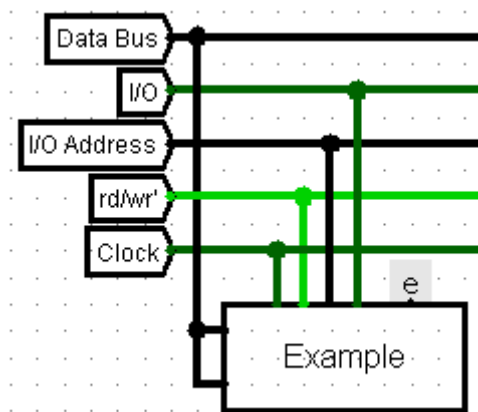 Data Bus
I/O
I/O Address
rd/wr'
Clock
e
Example